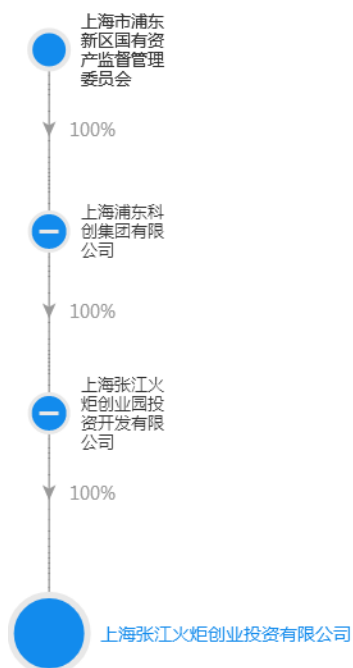 上海市浦东
新区国有资
产监督管理
委员会
100%
上海浦东科
创集团有限
公司
100%
上海张江火
炬创业园投
资开发有限
公司
100%
上海张江火炬创业投资有限公司